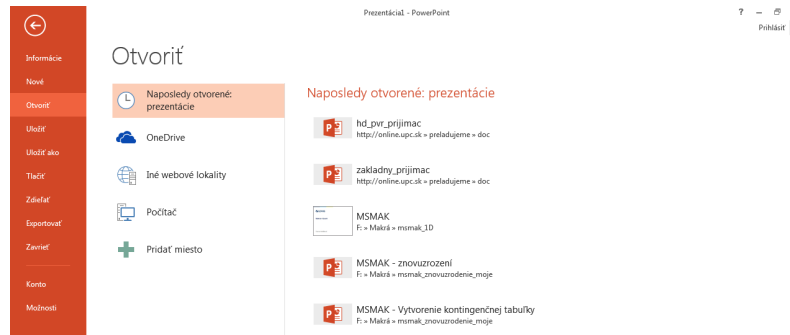 Prezentácia1 - PowerPoint
?
Prihlásiť
Informácie
Nové
Otvoriť
Uložiť
Uložiť ako
Tlačiť
Zdieľať
Exportovať
Zavrieť
Konto
Možnosti
Otvoriť
Naposledy otvorené:
prezentácie
OneDrive
Iné webové lokality
Počítač
Pridať miesto
Naposledy otvorené: prezentácie
hd_pvr_prijimac
http://online.upc.sk » preladujeme » doc
zakladny_prijimac
http://online.upc.sk » preladujeme » doc
MSMAK
F: » Makrá » msmak_1D
MSMAK - znovuzrození
F: » Makrá » msmak_znovuzrodenie_moje
MSMAK - Vytvorenie kontingenčnej tabuľky
F: » Makrá » msmak_znovuzrodenie_moje